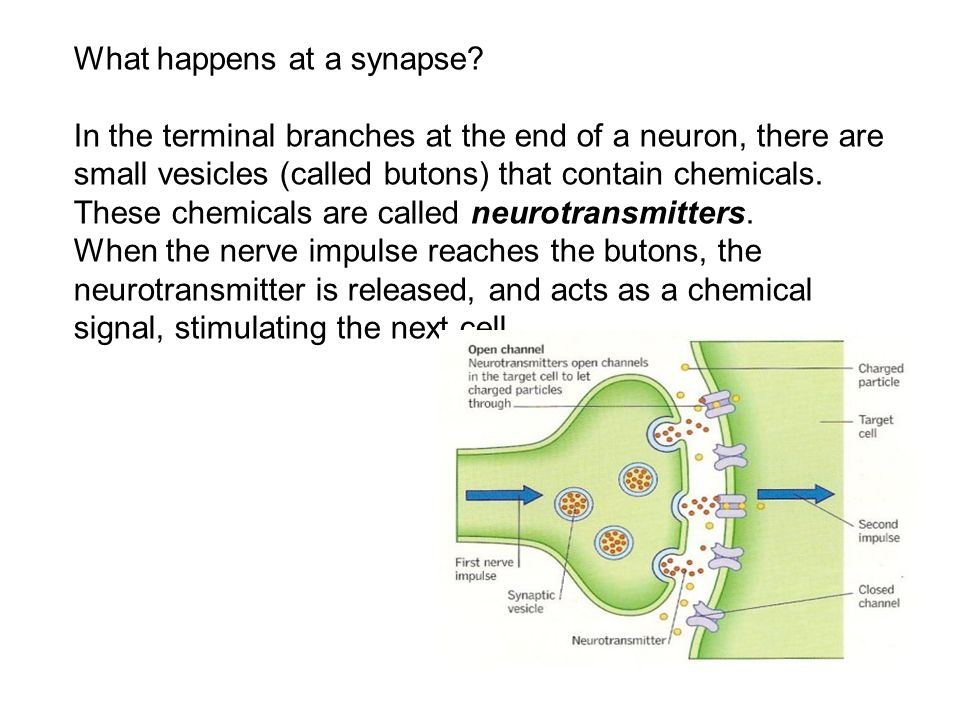 What happens at a synapse?
In the terminal branches at the end of a neuron, there are
small vesicles (called butons) that contain chemicals.
These chemicals are called neurotransmitters.
When the nerve impulse reaches the butons, the
neurotransmitter is released, and acts as a chemical
signal, stimulating the next cell
Open channel
Neurotransmitters open channels
in the target cell to let
charged particles
through
Charged
particle
Target
cell
Second
impulse
First nerve
impulse
Closed
channel
Synaptic
vesicle
Neurotransmitter